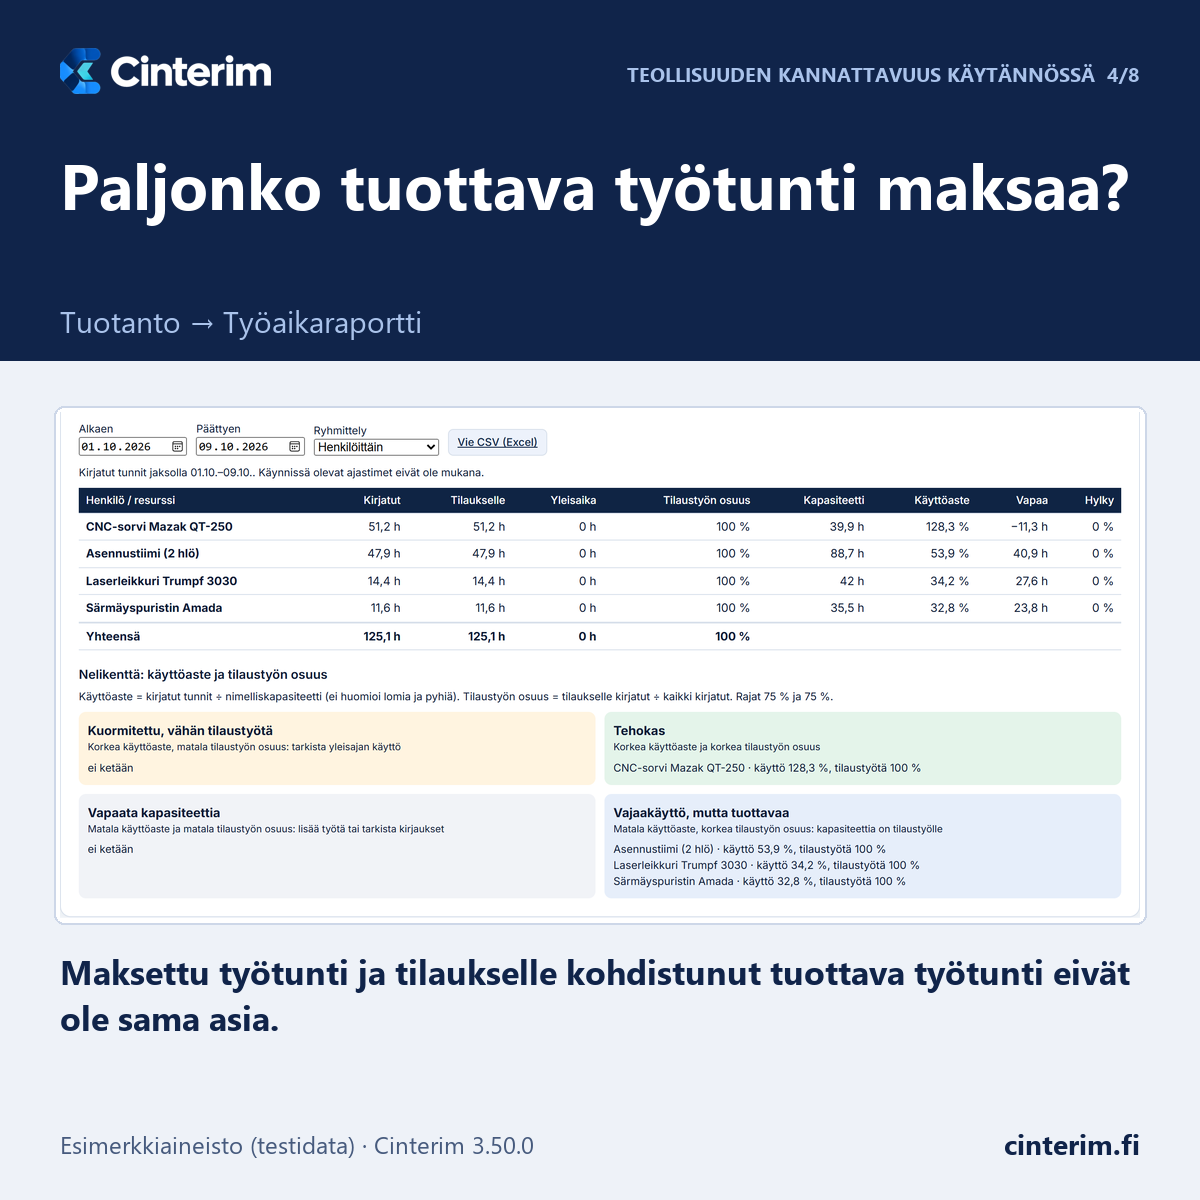 Cinterim
TEOLLISUUDEN KANNATTAVUUS KÄYTÄNNÖSSÄ 4/8
Paljonko tuottava työtunti maksaa?
Tuotanto → Työaikaraportti
Alkaen Päättyen Ryhmittely
01.10.2026 09.10.2026 Henkilöittäin Vie CSV (Excel)
Kirjatut tunnit jaksolla 01.10.–09.10.. Käynnissä olevat ajastimet eivät ole mukana.
Henkilö / resurssi Kirjatut Tilaukselle Yleisaika Tilaustyön osuus Kapasiteetti Käyttöaste Vapaa Hylky
CNC-sorvi Mazak QT-250 51,2 h 51,2 h 0 h 100 % 39,9 h 128,3 % −11,3 h 0 %
Asennustiimi (2 hlö) 47,9 h 47,9 h 0 h 100 % 88,7 h 53,9 % 40,9 h 0 %
Laserleikkuri Trumpf 3030 14,4 h 14,4 h 0 h 100 % 42 h 34,2 % 27,6 h 0 %
Särmäyspuristin Amada 11,6 h 11,6 h 0 h 100 % 35,5 h 32,8 % 23,8 h 0 %
Yhteensä 125,1 h 125,1 h 0 h 100 %
Nelikenttä: käyttöaste ja tilaustyön osuus
Käyttöaste = kirjatut tunnit ÷ nimelliskapasiteetti (ei huomioi lomia ja pyhiä). Tilaustyön osuus = tilaukselle kirjatut ÷ kaikki kirjatut. Rajat 75 % ja 75 %.
Kuormitettu, vähän tilaustyötä
Korkea käyttöaste, matala tilaustyön osuus: tarkista yleisajan käyttö
ei ketään
Tehokas
Korkea käyttöaste ja korkea tilaustyön osuus
CNC-sorvi Mazak QT-250 · käyttö 128,3 %, tilaustyötä 100 %
Vapaata kapasiteettia
Matala käyttöaste ja matala tilaustyön osuus: lisää työtä tai tarkista kirjaukset
ei ketään
Vajaakäyttö, mutta tuottavaa
Matala käyttöaste, korkea tilaustyön osuus: kapasiteettia on tilaustyölle
Asennustiimi (2 hlö) · käyttö 53,9 %, tilaustyötä 100 %
Laserleikkuri Trumpf 3030 · käyttö 34,2 %, tilaustyötä 100 %
Särmäyspuristin Amada · käyttö 32,8 %, tilaustyötä 100 %
Maksettu työtunti ja tilaukselle kohdistunut tuottava työtunti eivät
ole sama asia.
Esimerkkiaineisto (testidata) · Cinterim 3.50.0
cinterim.fi